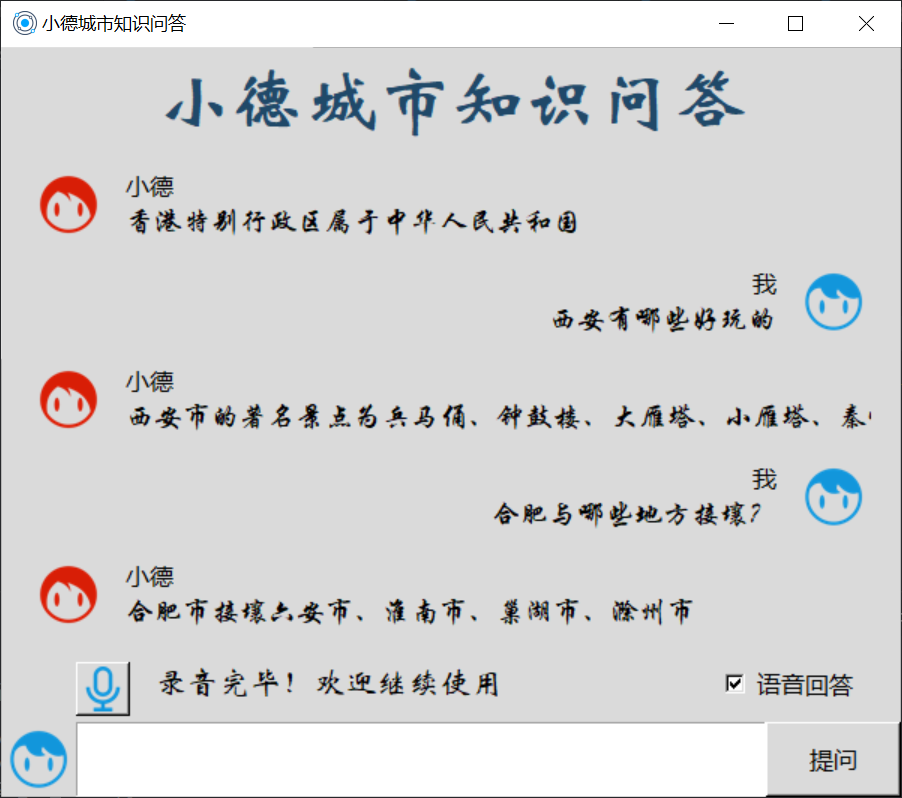 小德城市知识问答
小德城市知识问答
小德
香港特别行政区属于中华人民共和国
我
西安有哪些好玩的
小德
西安市的著名景点为兵马俑、钟鼓楼、大雁塔、小雁塔、秦
我
合肥与哪些地方接壤?
小德
合肥市接壤六安市、淮南市、巢湖市、滁州市
录音完毕! 欢迎继续使用
语音回答
提问